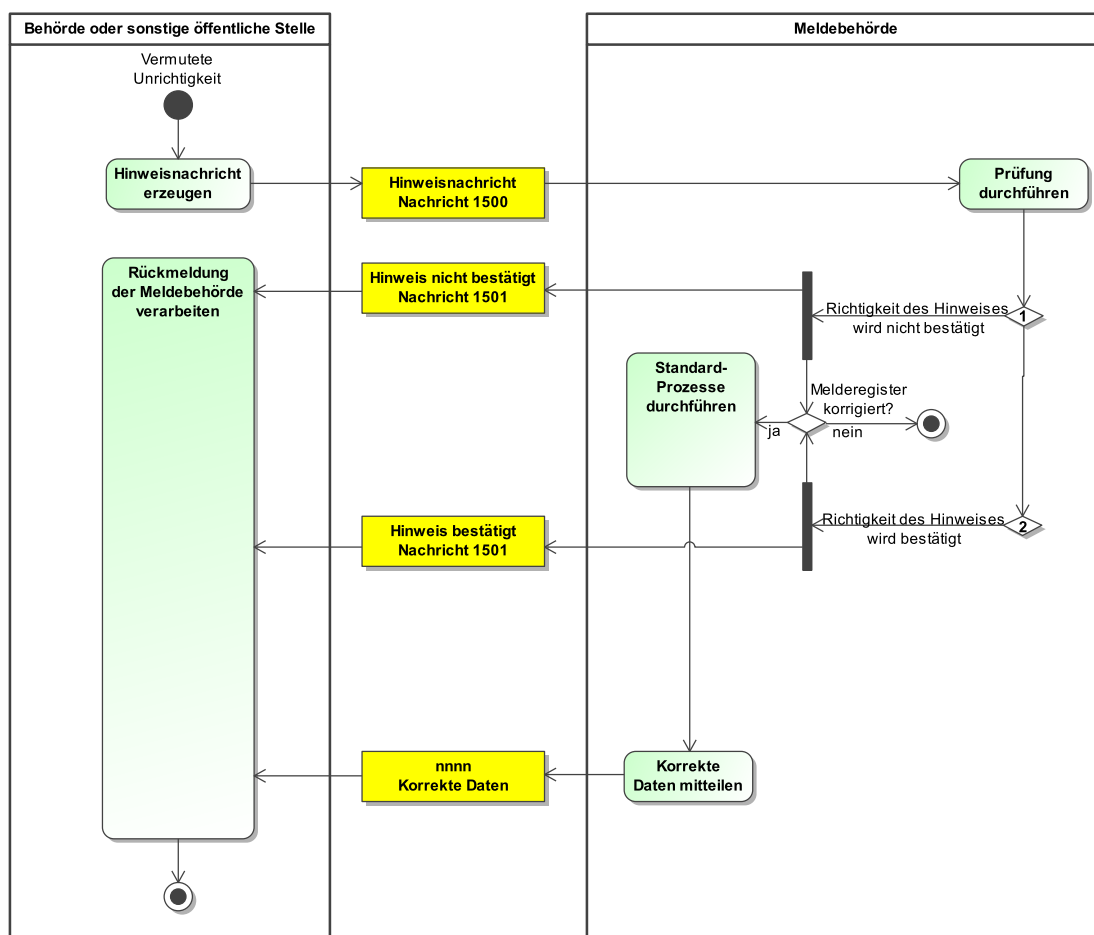 Behörde oder sonstige öffentliche Stelle
Meldebehörde
Vermutete
Unrichtigkeit
Hinweisnachricht
erzeugen
Hinweisnachricht
Nachricht 1500
Prüfung
durchführen
Rückmeldung
der Meldebehörde
verarbeiten
Hinweis nicht bestätigt
Nachricht 1501
Richtigkeit des Hinweises
wird nicht bestätigt
1
Standard-
Prozesse
durchführen
Melderegister
korrigiert?
ja
nein
Hinweis bestätigt
Nachricht 1501
Richtigkeit des Hinweises
wird bestätigt
2
nnnn
Korrekte Daten
Korrekte
Daten mitteilen